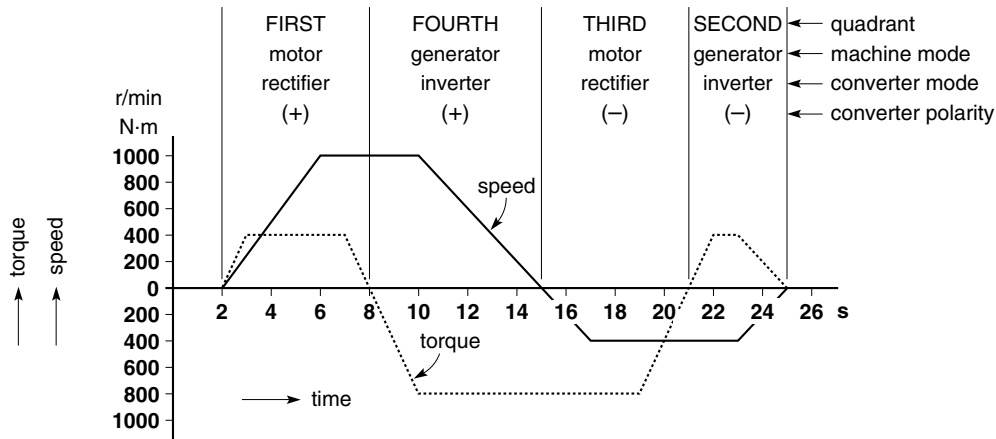 FIRST FOURTH THIRD SECOND quadrant
motor generator motor generator machine mode
rectifier inverter rectifier inverter converter mode
(+) (+) (–) (–) converter polarity
r/min
N·m
1000
800
600
400
200
0
200
400
600
800
1000
2 4 6 8 10 12 14 16 18 20 22 24 26 s
speed
torque
time
torque
speed